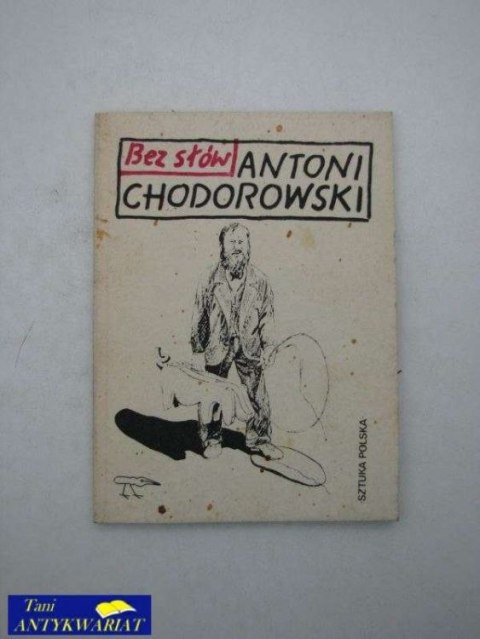 Bez słów ANTONI
CHODOROWSKI
SZTUKA POLSKA
Tani
ANTYKWARIAT